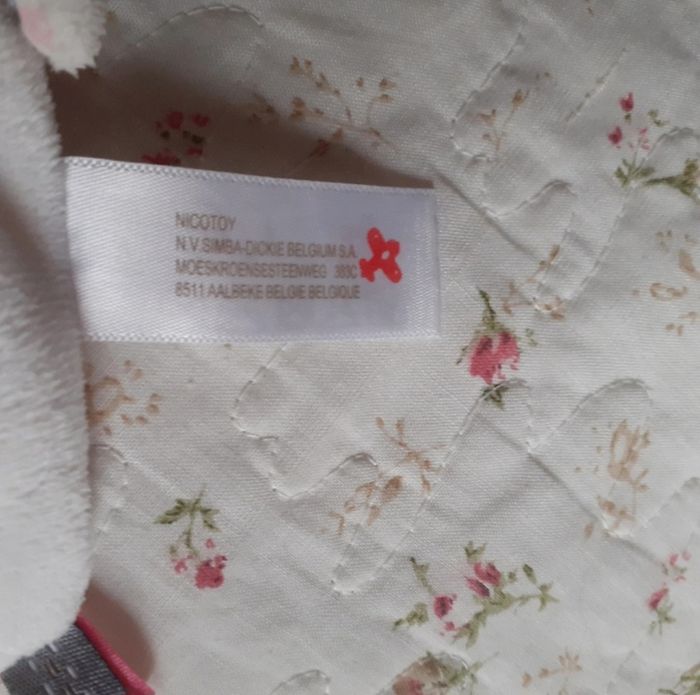 NICOTOY
N.V.SIMBA-DICKIE BELGIUM S.A.
MOESKROENSESTEENWEG 383C
8511 AALBEKE BELGIE BELGIQUE